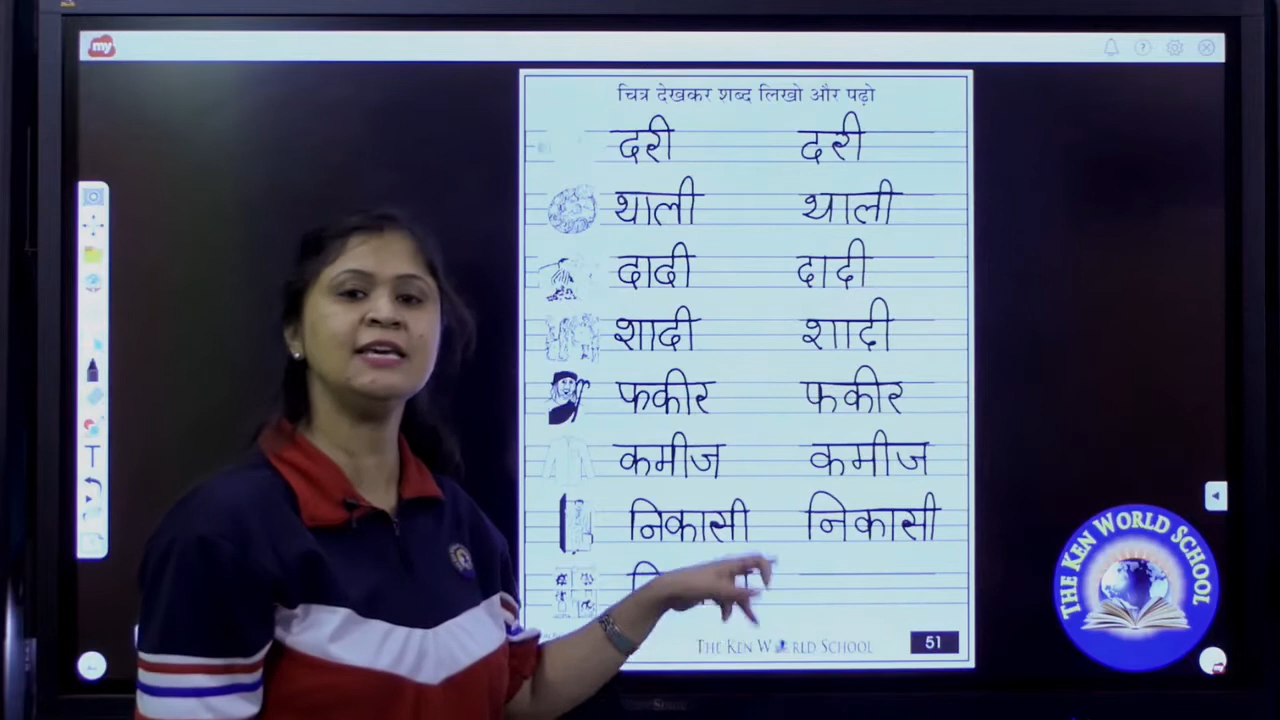 my
चित्र देखकर शब्द लिखो और पढ़ो
दरी दरी
थाली थाली
दादी दादी
शादी शादी
फकीर फकीर
कमीज कमीज
निकासी निकासी
THE KEN WORLD SCHOOL
51
THE KEN WORLD SCHOOL
T